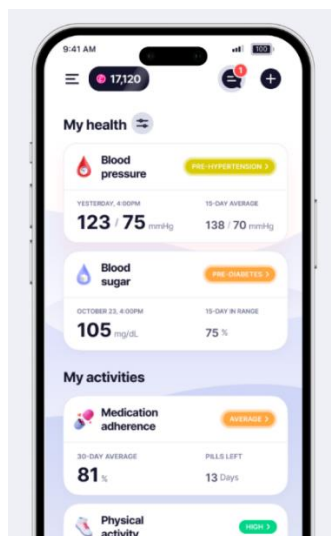 9:41 AM
100
17,120
1
My health
Blood
pressure
PRE-HYPERTENSION >
YESTERDAY, 4:00PM
15-DAY AVERAGE
123 / 75 mmHg
138 / 70 mmHg
Blood
sugar
PRE-DIABETES >
OCTOBER 23, 4:00PM
15-DAY IN RANGE
105 mg/dL
75 %
My activities
Medication
adherence
AVERAGE >
30-DAY AVERAGE
PILLS LEFT
81 %
13 Days
Physical
activity
HIGH >